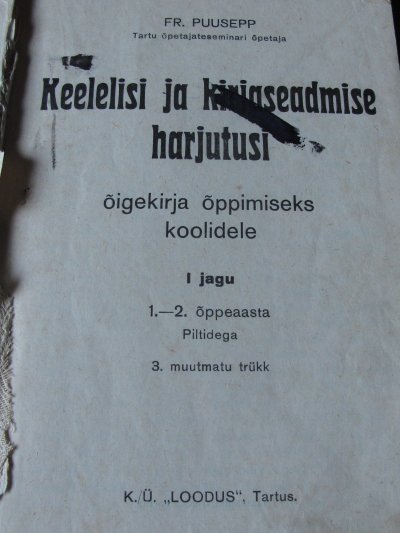 FR. PUUSEPP
Tartu õpetajateseminari õpetaja
Keelelisi ja kirjaseadmise
harjutusi
õigekirja õppimiseks
koolidele
I jagu
1.—2. õppeaasta
Piltidega
3. muutmatu trükk
K./Ü. „LOODUS“, Tartus.